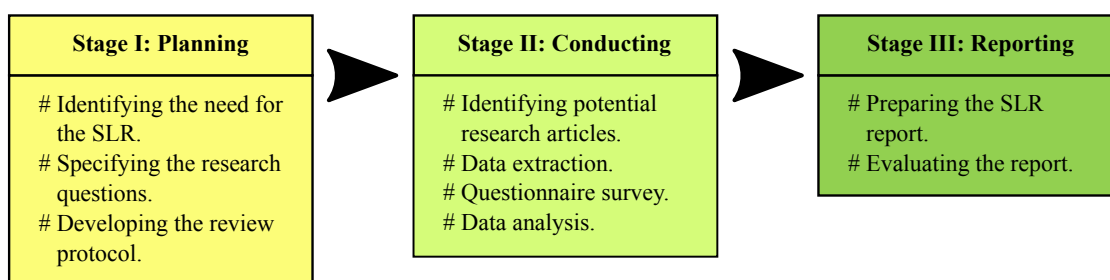 Stage I: Planning
# Identifying the need for
the SLR.
# Specifying the research
questions.
# Developing the review
protocol.
Stage II: Conducting
# Identifying potential
research articles.
# Data extraction.
# Questionnaire survey.
# Data analysis.
Stage III: Reporting
# Preparing the SLR
report.
# Evaluating the report.